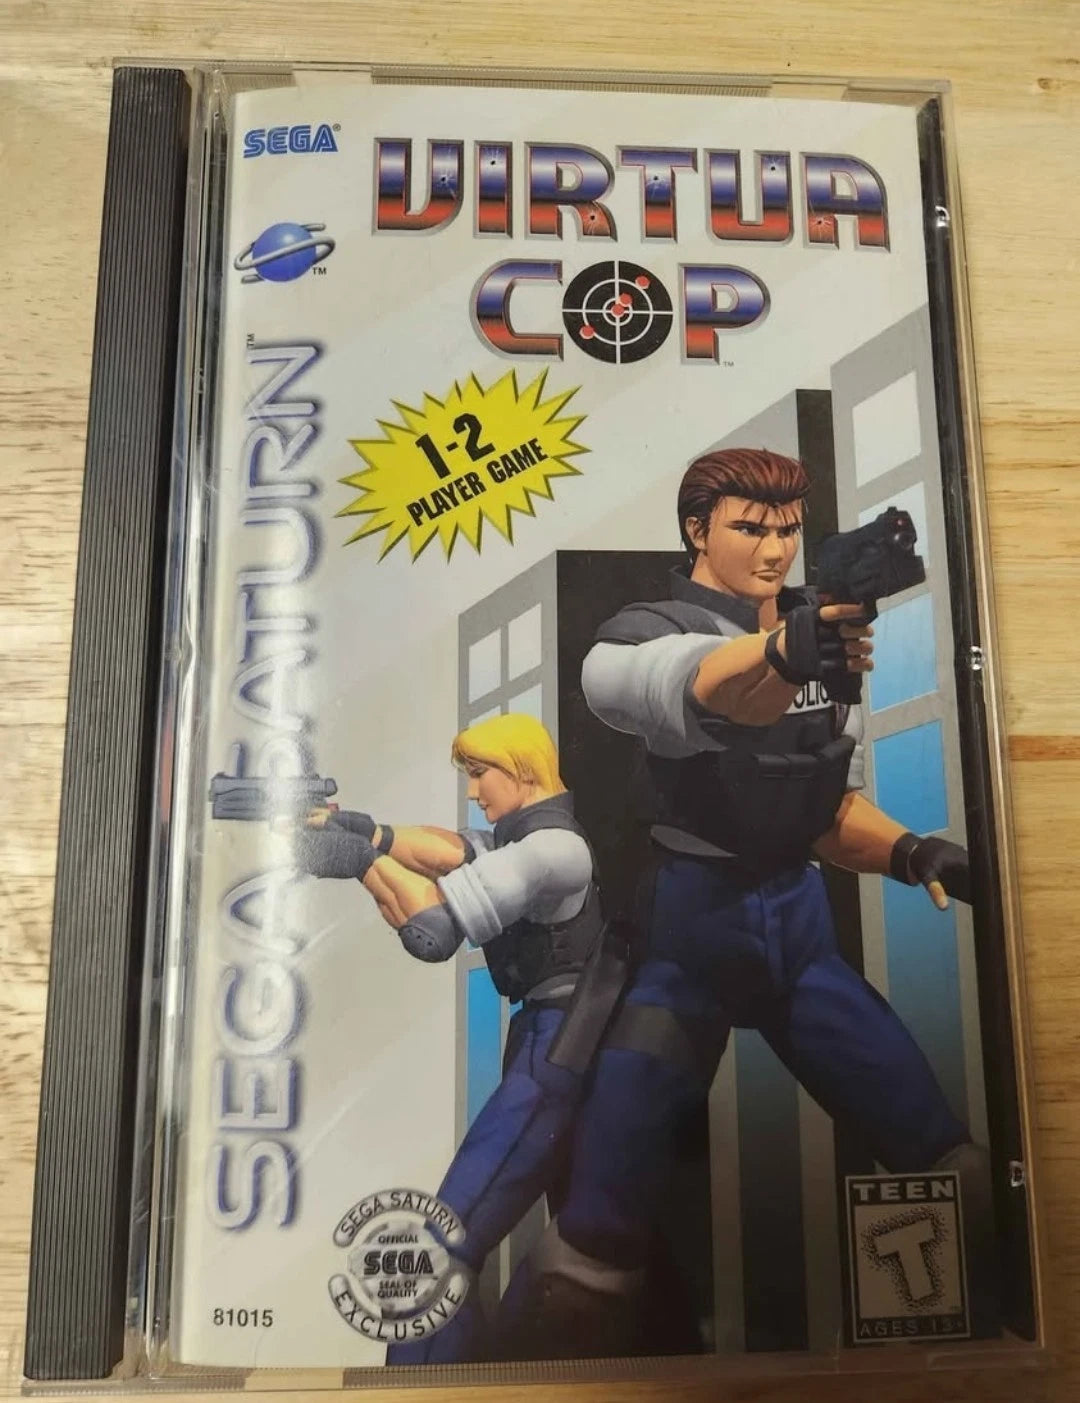 SEGA®
VIRTUA
COP
TM
TM
SEGA SATURN™
1-2
PLAYER GAME
SEGA SATURN
OFFICIAL
SEGA
SEAL OF
QUALITY
EXCLUSIVE
81015
TEEN
T
AGES 13+